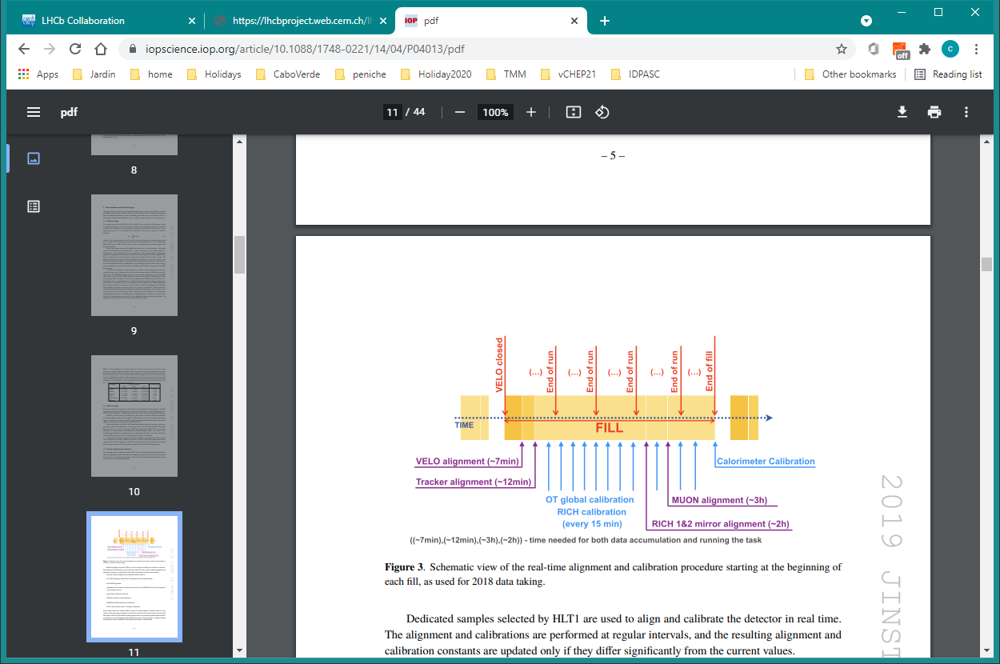 LHCb Collaboration
https://lhcbproject.web.cern.ch/lh
IOP pdf
iopscience.iop.org/article/10.1088/1748-0221/14/04/P04013/pdf
off
C
Apps Jardin home Holidays CaboVerde peniche Holiday2020 TMM vCHEP21 IDPASC Other bookmarks Reading list
pdf 11 / 44 100%
8
9
10
11
– 5 –
VELO closed
(...) End of run
(...) End of run
(...) End of run
(...) End of run
(...) End of fill
TIME
FILL
VELO alignment (~7min)
Calorimeter Calibration
Tracker alignment (~12min)
OT global calibration
RICH calibration
(every 15 min)
MUON alignment (~3h)
RICH 1&2 mirror alignment (~2h)
((~7min),(~12min),(~3h),(~2h)) - time needed for both data accumulation and running the task
Figure 3. Schematic view of the real-time alignment and calibration procedure starting at the beginning of
each fill, as used for 2018 data taking.
Dedicated samples selected by HLT1 are used to align and calibrate the detector in real time.
The alignment and calibrations are performed at regular intervals, and the resulting alignment and
calibration constants are updated only if they differ significantly from the current values.
2019 JINST